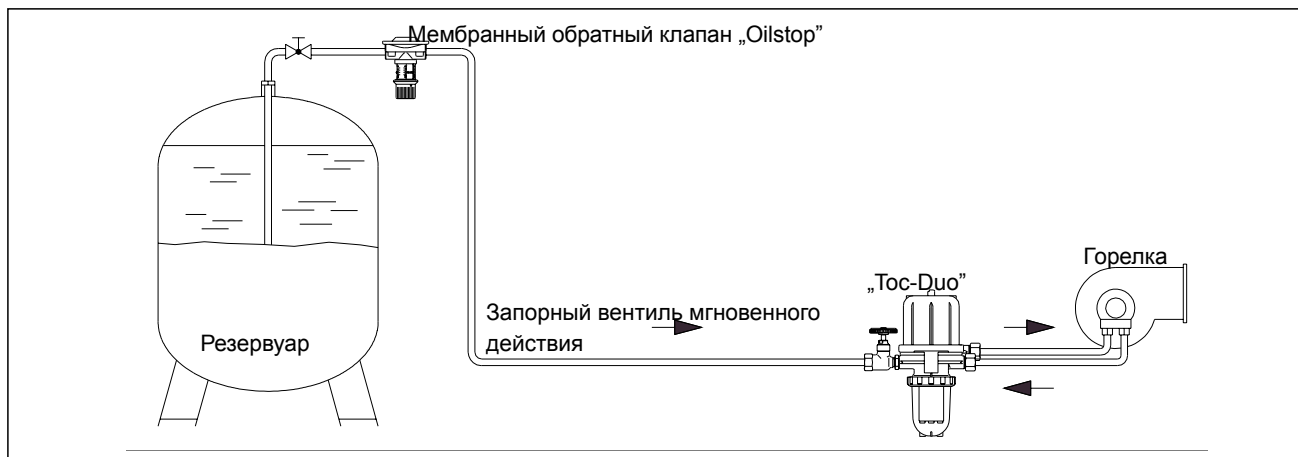 Мембранный обратный клапан „Oilstop”
Горелка
„Toc-Duo”
Запорный вентиль мгновенного
действия
Резервуар